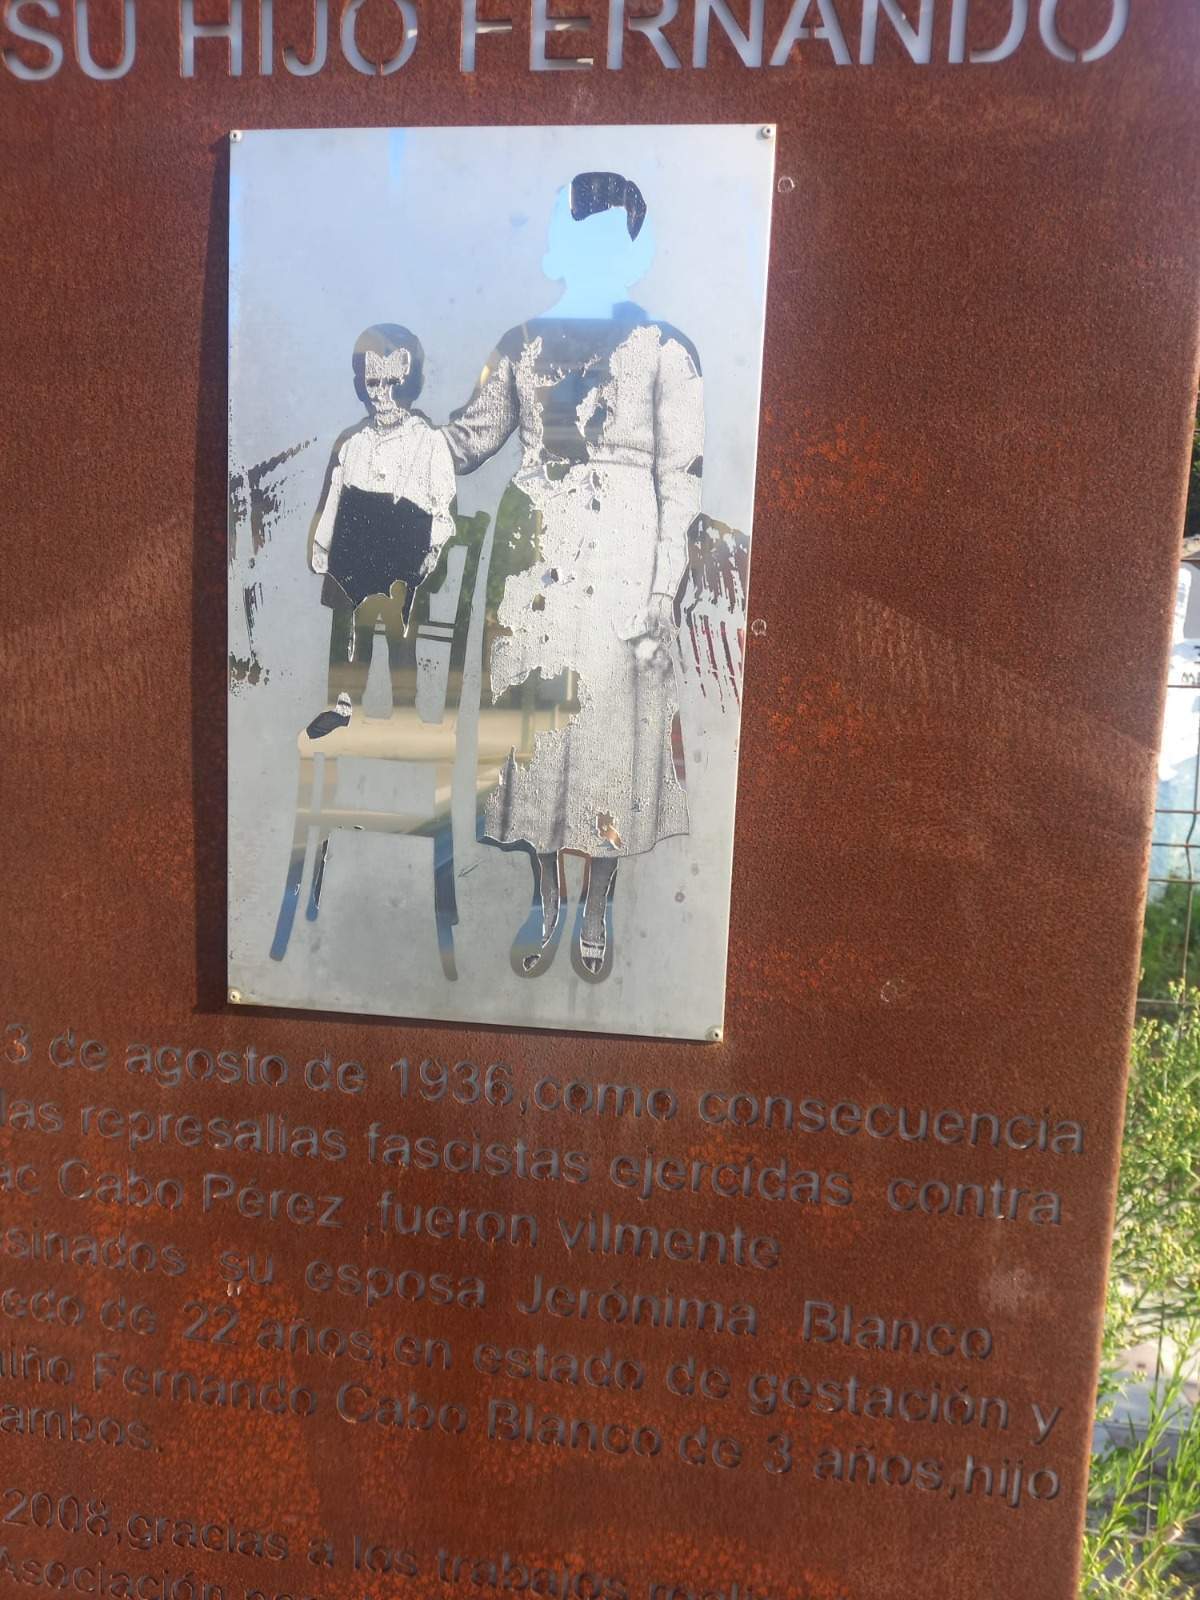 SU HIJO FERNANDO
3 de agosto de 1936,como consecuencia
las represalias fascistas ejercidas contra
Cabo Pérez ,fueron vilmente
su esposa Jerónima Blanco
de 22 años,en estado de gestación y
Fernando Cabo Blanco de 3 años,hijo
ambos.
2008,gracias a los trabajos
Asociación